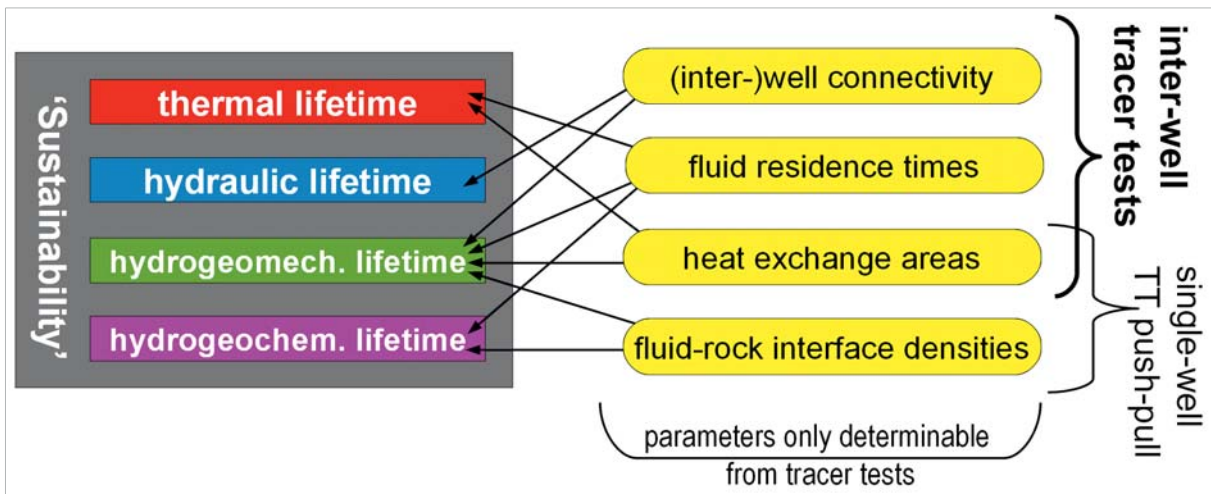 'Sustainability'
thermal lifetime
hydraulic lifetime
hydrogeomech. lifetime
hydrogeochem. lifetime
(inter-)well connectivity
fluid residence times
heat exchange areas
fluid-rock interface densities
parameters only determinable
from tracer tests
inter-well
tracer tests
single-well
TT, push-pull